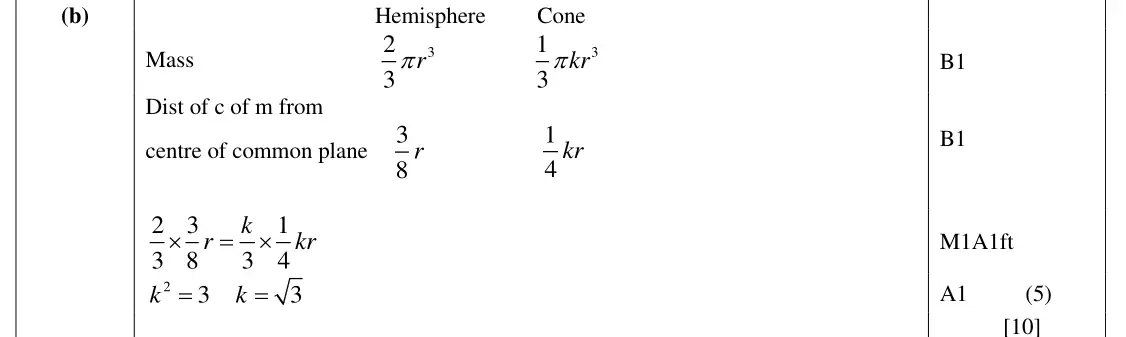 (b) Hemisphere Cone
Mass 2/3 πr³ 1/3 πkr³ B1
Dist of c of m from
centre of common plane 3/8 r 1/4 kr B1
2/3 × 3/8 r = k/3 × 1/4 kr M1A1ft
k² = 3 k = √3 A1 (5)
[10]